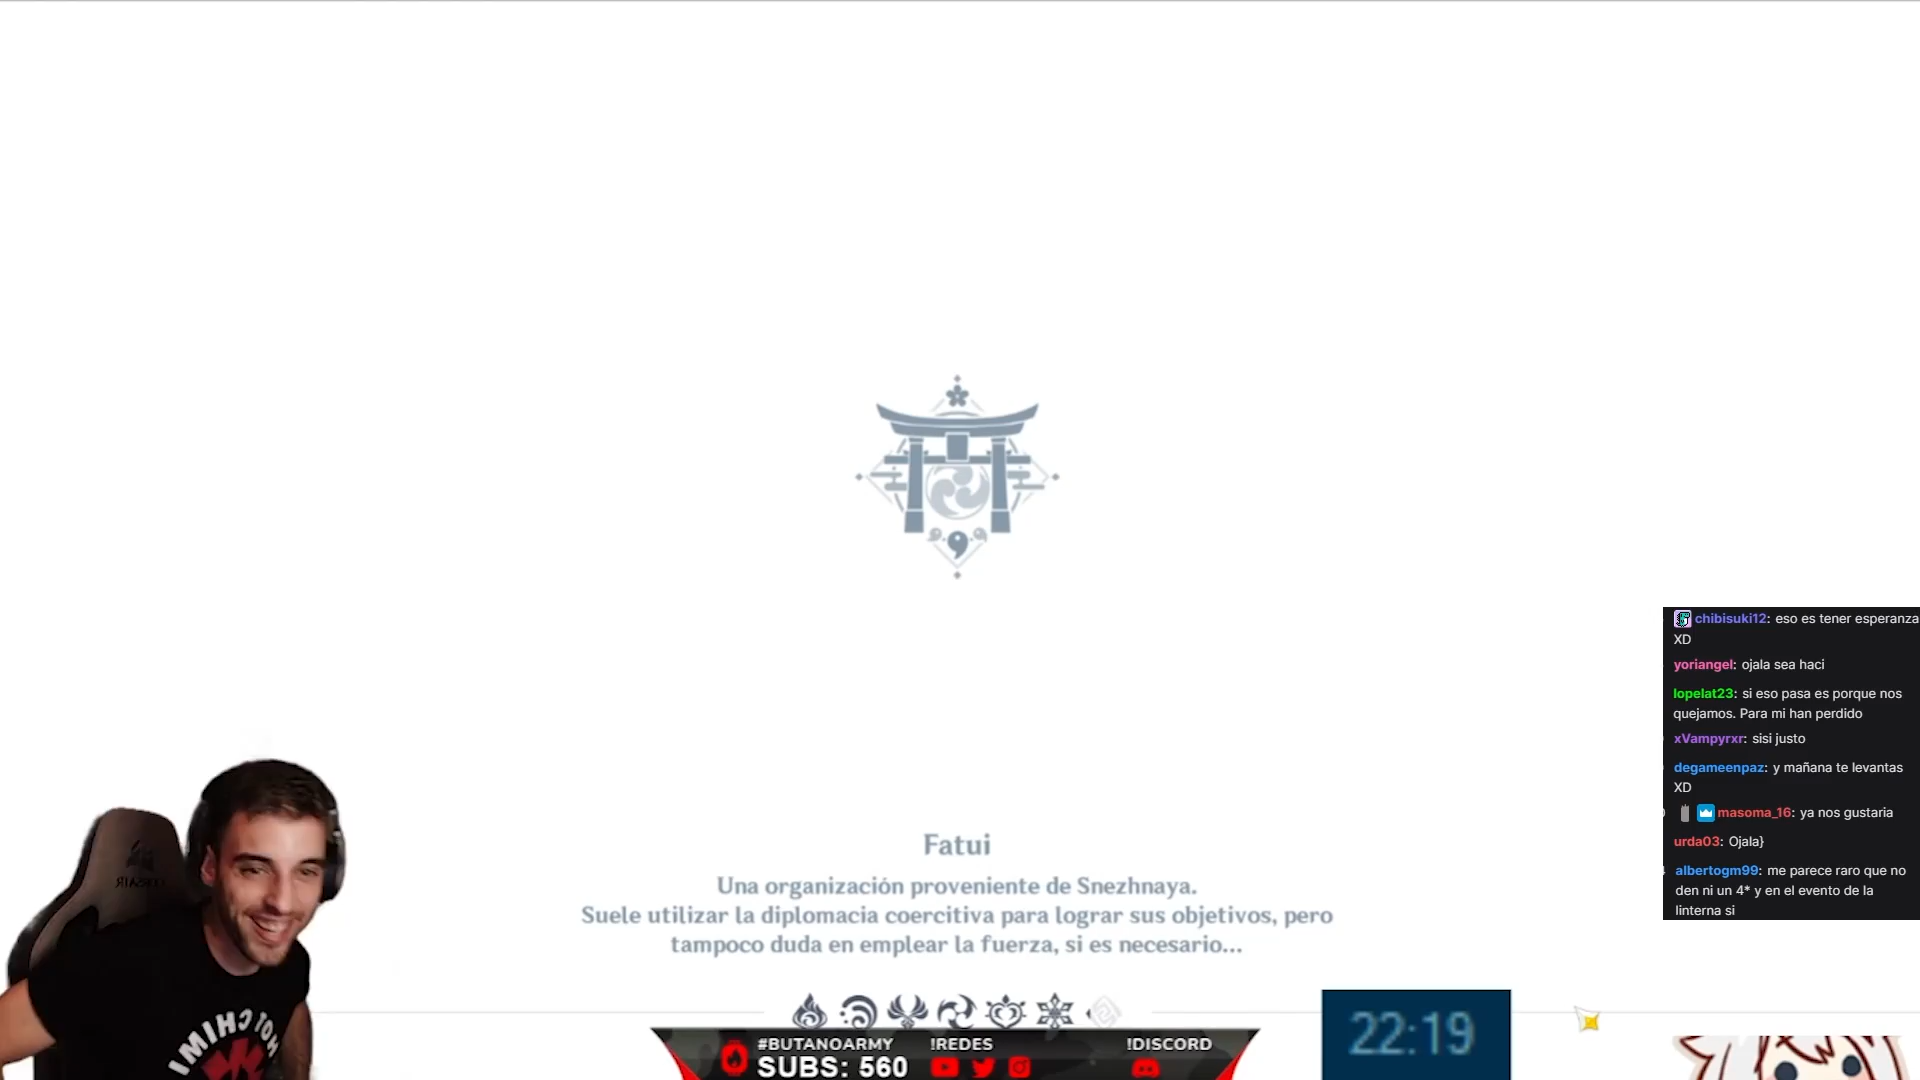 chibisuki12: eso es tener esperanza
XD
yoriangel: ojala sea haci
lopelat23: si eso pasa es porque nos
quejamos. Para mi han perdido
xVampyrxr: sisi justo
degameenpaz: y mañana te levantas
XD
masoma_16: ya nos gustaria
urda03: Ojala}
albertogm99: me parece raro que no
den ni un 4* y en el evento de la
linterna si
Fatui
Una organización proveniente de Snezhnaya.
Suele utilizar la diplomacia coercitiva para lograr sus objetivos, pero
tampoco duda en emplear la fuerza, si es necesario...
#BUTANOARMY
SUBS: 560
!REDES
!DISCORD
22:19
CORSAIR
HOT CHIMI